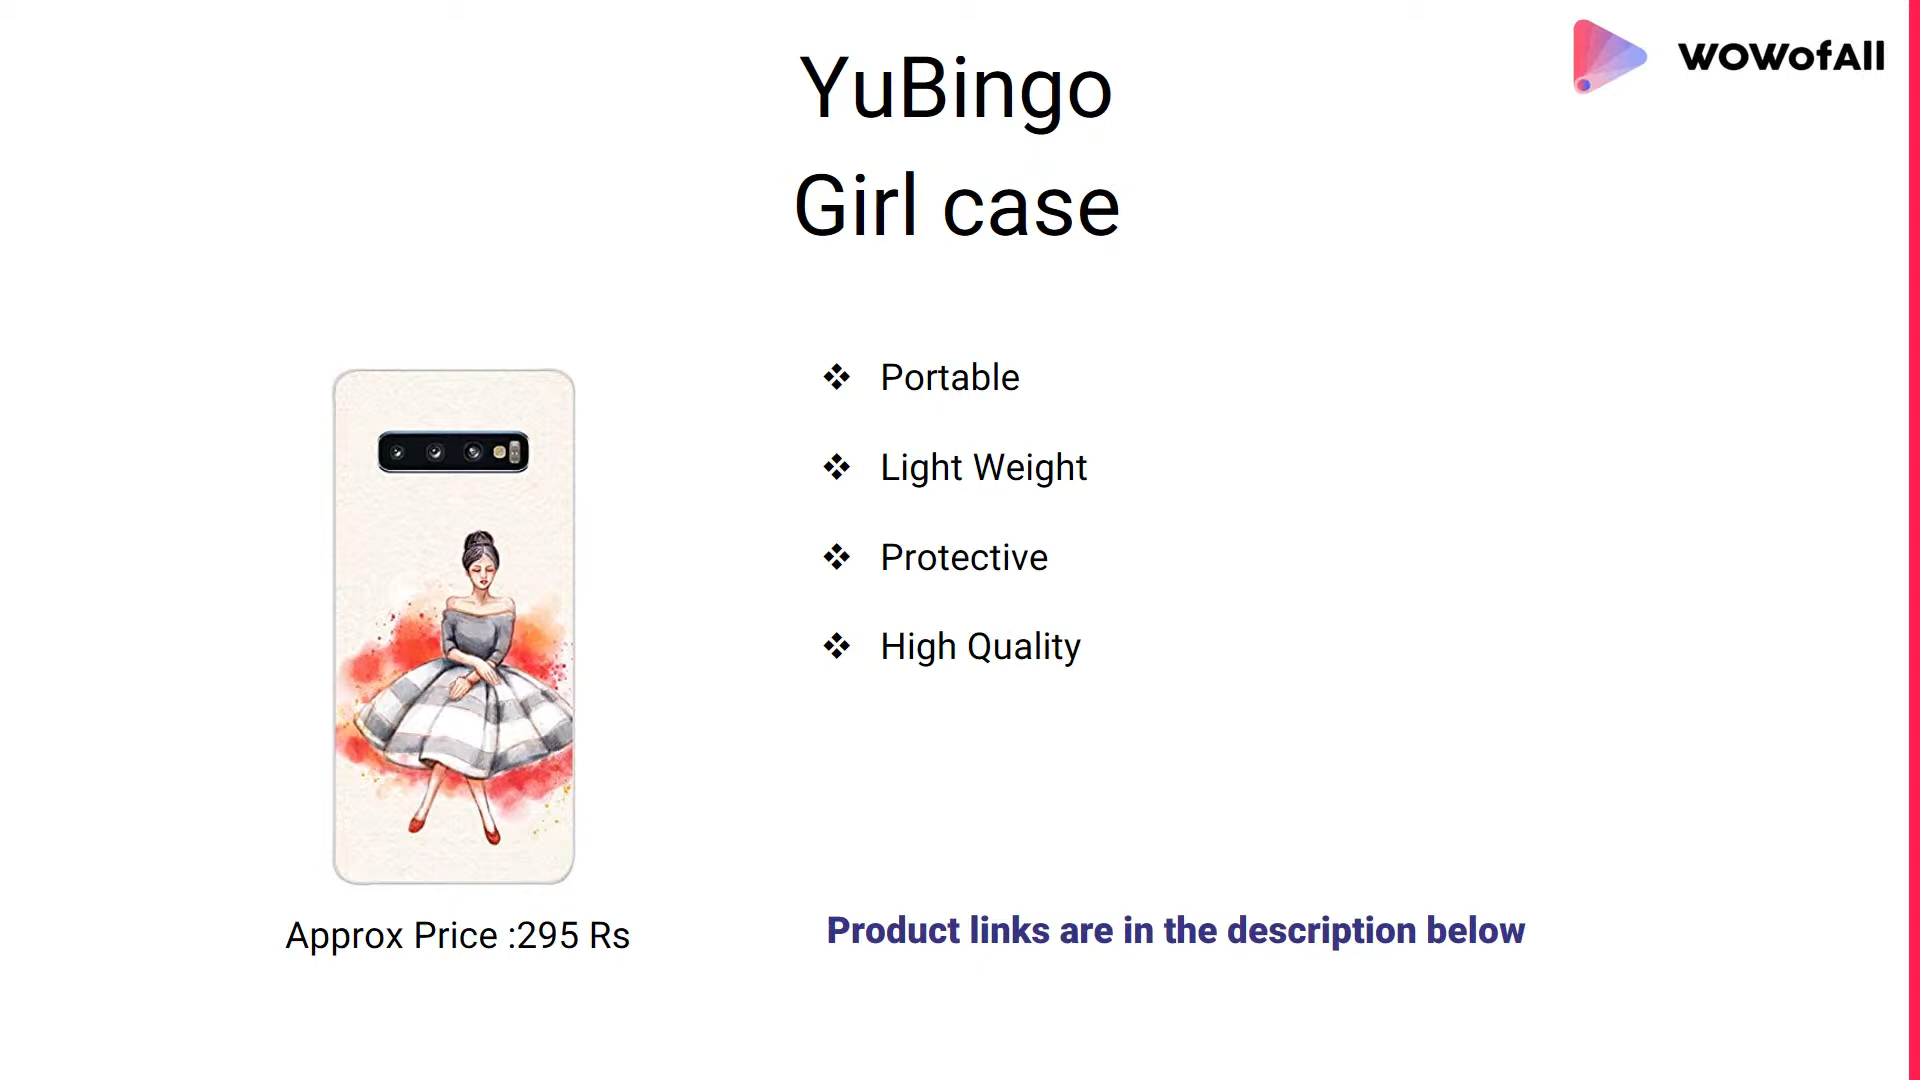 WOWofAll
YuBingo
Girl case
❖ Portable
❖ Light Weight
❖ Protective
❖ High Quality
Approx Price :295 Rs
Product links are in the description below